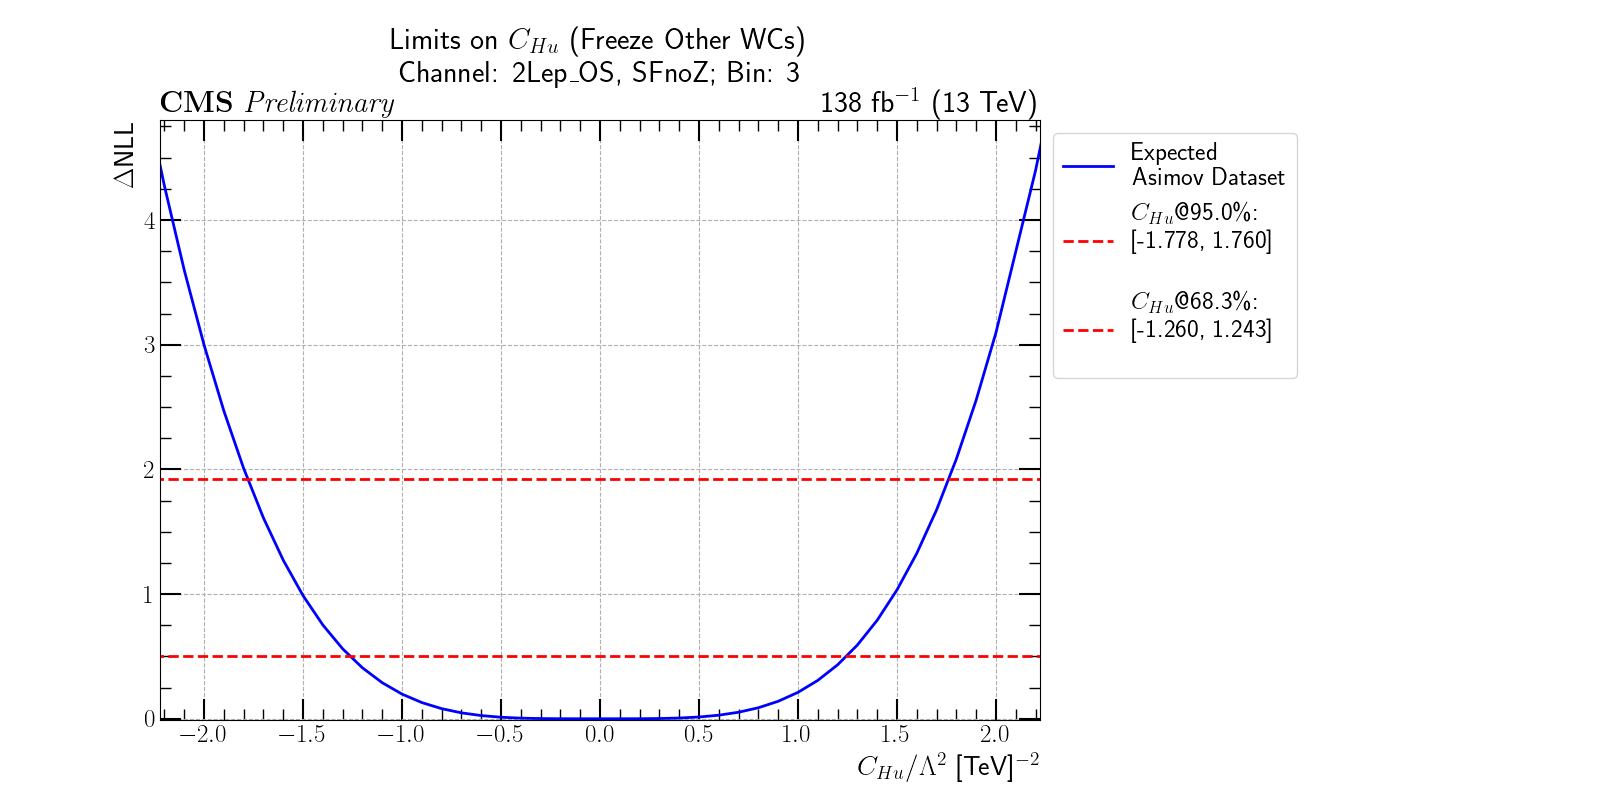 Limits on C_Hu (Freeze Other WCs)
Channel: 2Lep_OS, SFnoZ; Bin: 3
CMS Preliminary
138 fb⁻¹ (13 TeV)
ΔNLL
4
3
2
1
0
−2.0 −1.5 −1.0 −0.5 0.0 0.5 1.0 1.5 2.0
C_Hu/Λ² [TeV]⁻²
Expected
Asimov Dataset
C_Hu@95.0%:
[-1.778, 1.760]
C_Hu@68.3%:
[-1.260, 1.243]